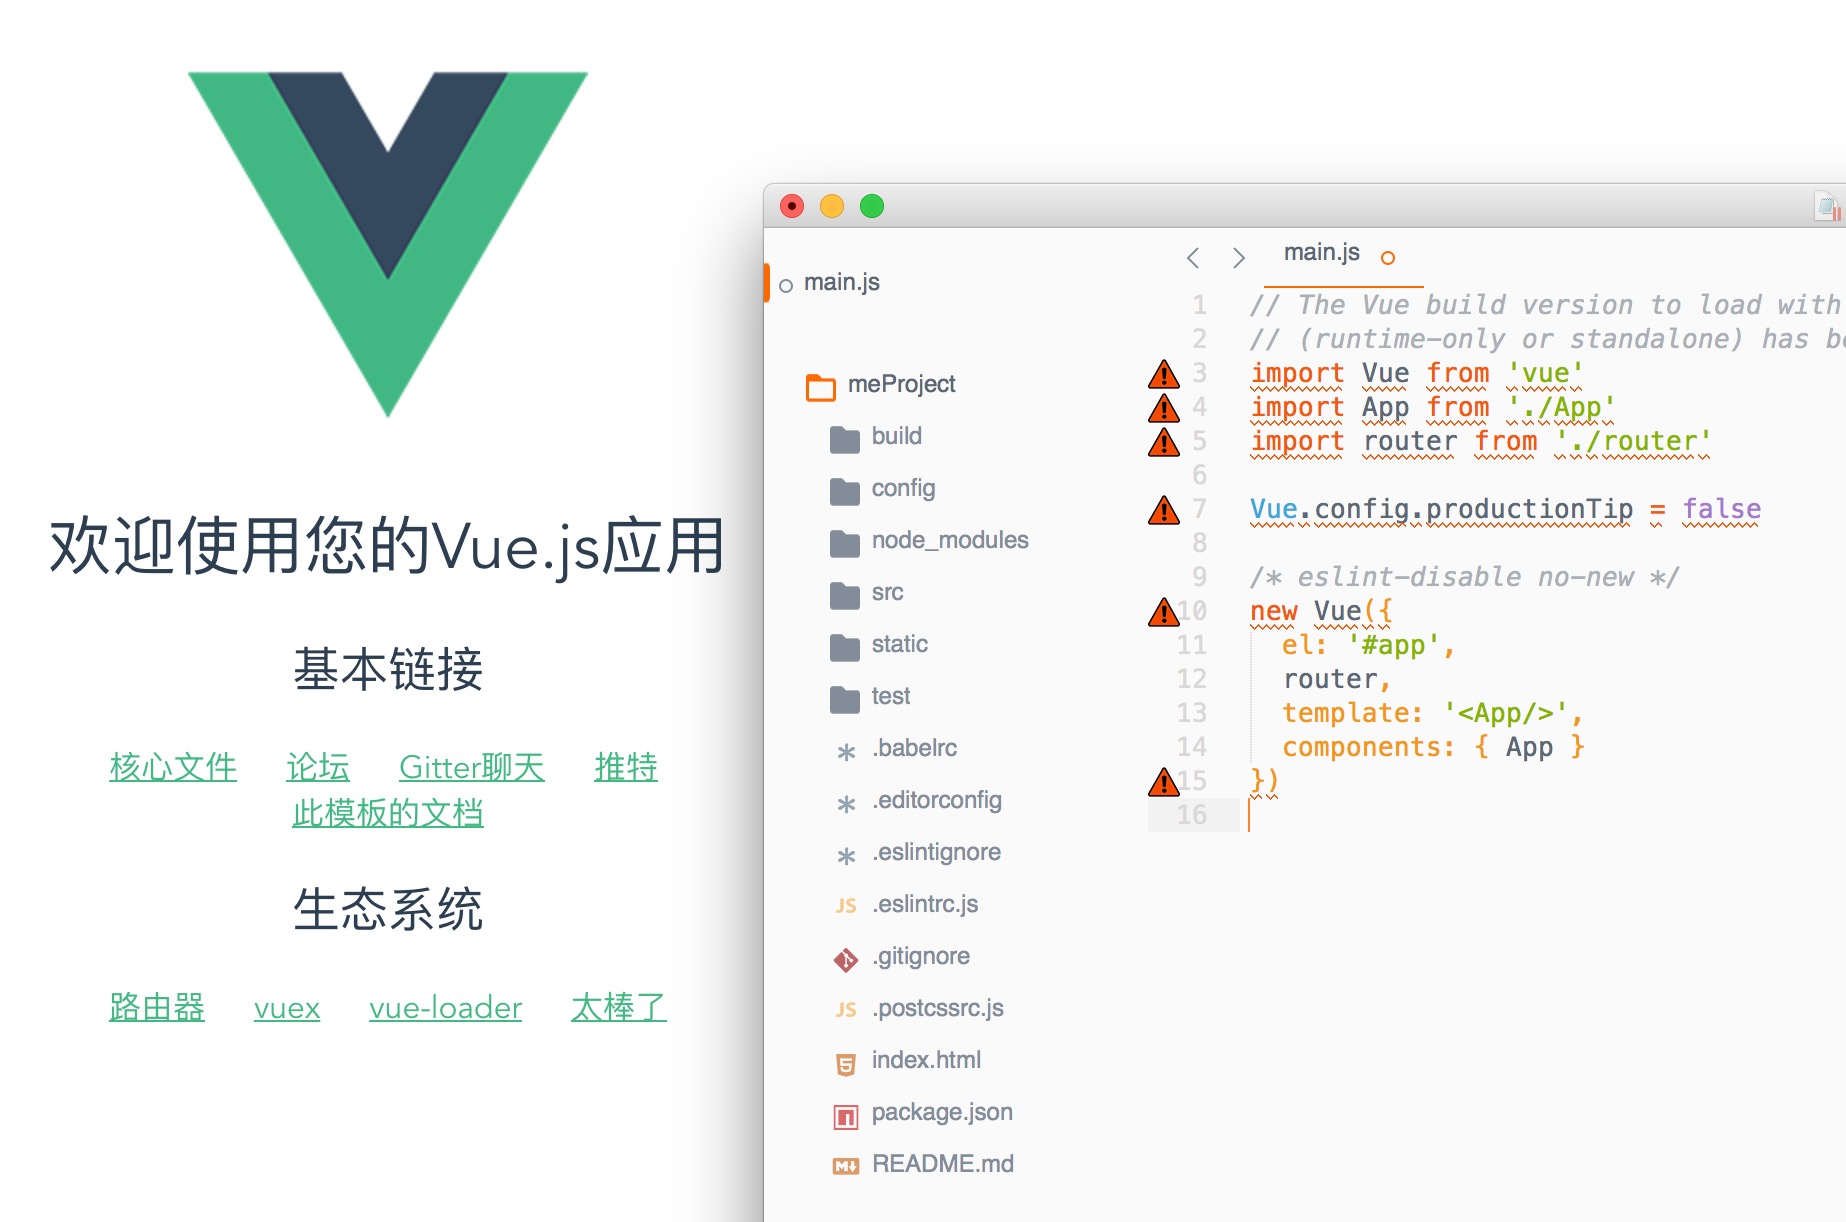 欢迎使用您的Vue.js应用
基本链接
核心文件 论坛 Gitter聊天 推特
此模板的文档
生态系统
路由器 vuex vue-loader 太棒了
main.js
meProject
build
config
node_modules
src
static
test
.babelrc
.editorconfig
.eslintignore
JS .eslintrc.js
.gitignore
JS .postcssrc.js
index.html
package.json
README.md
main.js
1 // The Vue build version to load with
2 // (runtime-only or standalone) has be
3 import Vue from 'vue'
4 import App from './App'
5 import router from './router'
6
7 Vue.config.productionTip = false
8
9 /* eslint-disable no-new */
10 new Vue({
11 el: '#app',
12 router,
13 template: '<App/>',
14 components: { App }
15 })
16